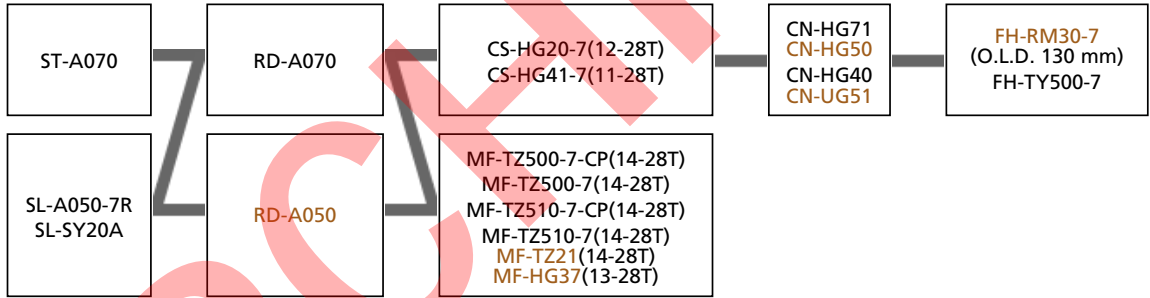 ST-A070
RD-A070
CS-HG20-7(12-28T)
CS-HG41-7(11-28T)
CN-HG71
CN-HG50
CN-HG40
CN-UG51
FH-RM30-7
(O.L.D. 130 mm)
FH-TY500-7
SL-A050-7R
SL-SY20A
RD-A050
MF-TZ500-7-CP(14-28T)
MF-TZ500-7(14-28T)
MF-TZ510-7-CP(14-28T)
MF-TZ510-7(14-28T)
MF-TZ21(14-28T)
MF-HG37(13-28T)